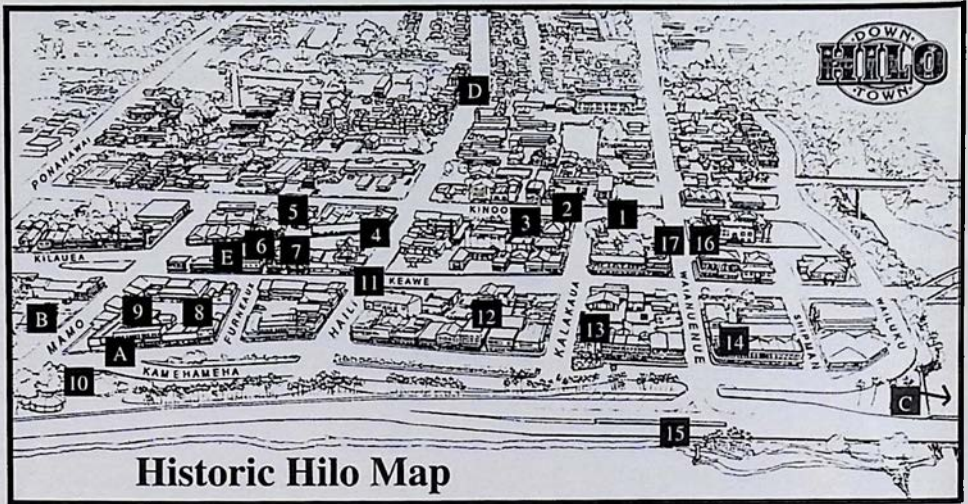 DOWN
HILO
TOWN
D
PONAHAWAI
5
KINOO
3
2
1
4
6
7
E
17
16
KILAUEA
11
KEAWE
B
9
8
MAMO
FURNEAUX
HAILI
12
KALAKAUA
13
WAIANUENUE
14
SHIPMAN
WAILUKU
A
10
KAMEHAMEHA
C
15
Historic Hilo Map